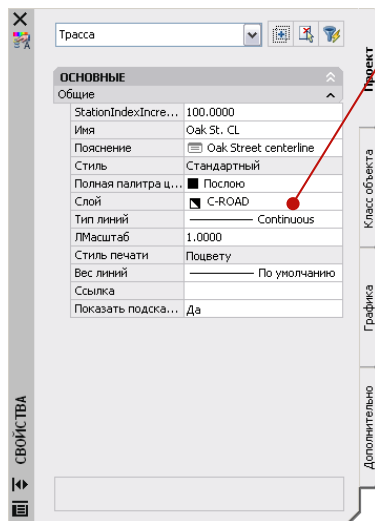 Трасса
ОСНОВНЫЕ
Общие
StationIndexIncre... 100.0000
Имя Oak St. CL
Пояснение Oak Street centerline
Стиль Стандартный
Полная палитра ц... Послою
Слой C-ROAD
Тип линий Continuous
ЛМасштаб 1.0000
Стиль печати Поцвету
Вес линий По умолчанию
Ссылка
Показать подска... Да
Проект
Класс объекта
Графика
Дополнительно
СВОЙСТВА